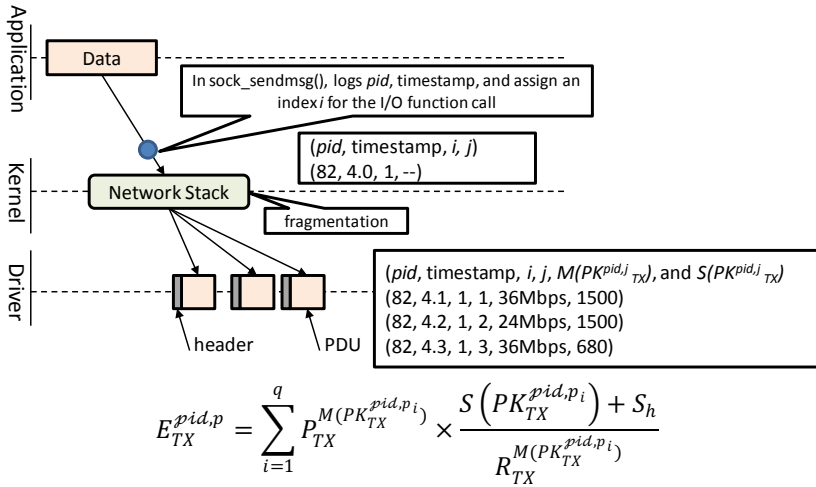 Application
Data
In sock_sendmsg(), logs pid, timestamp, and assign an
index i for the I/O function call
(pid, timestamp, i, j)
(82, 4.0, 1, --)
Kernel
Network Stack
fragmentation
Driver
header
PDU
(pid, timestamp, i, j, M(PK^{pid,j}_{TX}), and S(PK^{pid,j}_{TX})
(82, 4.1, 1, 1, 36Mbps, 1500)
(82, 4.2, 1, 2, 24Mbps, 1500)
(82, 4.3, 1, 3, 36Mbps, 680)
E_{TX}^{pid,p} = \sum_{i=1}^{q} P_{TX}^{M(PK_{TX}^{pid,p_i})} × \frac{S(PK_{TX}^{pid,p_i}) + S_h}{R_{TX}^{M(PK_{TX}^{pid,p_i})}}